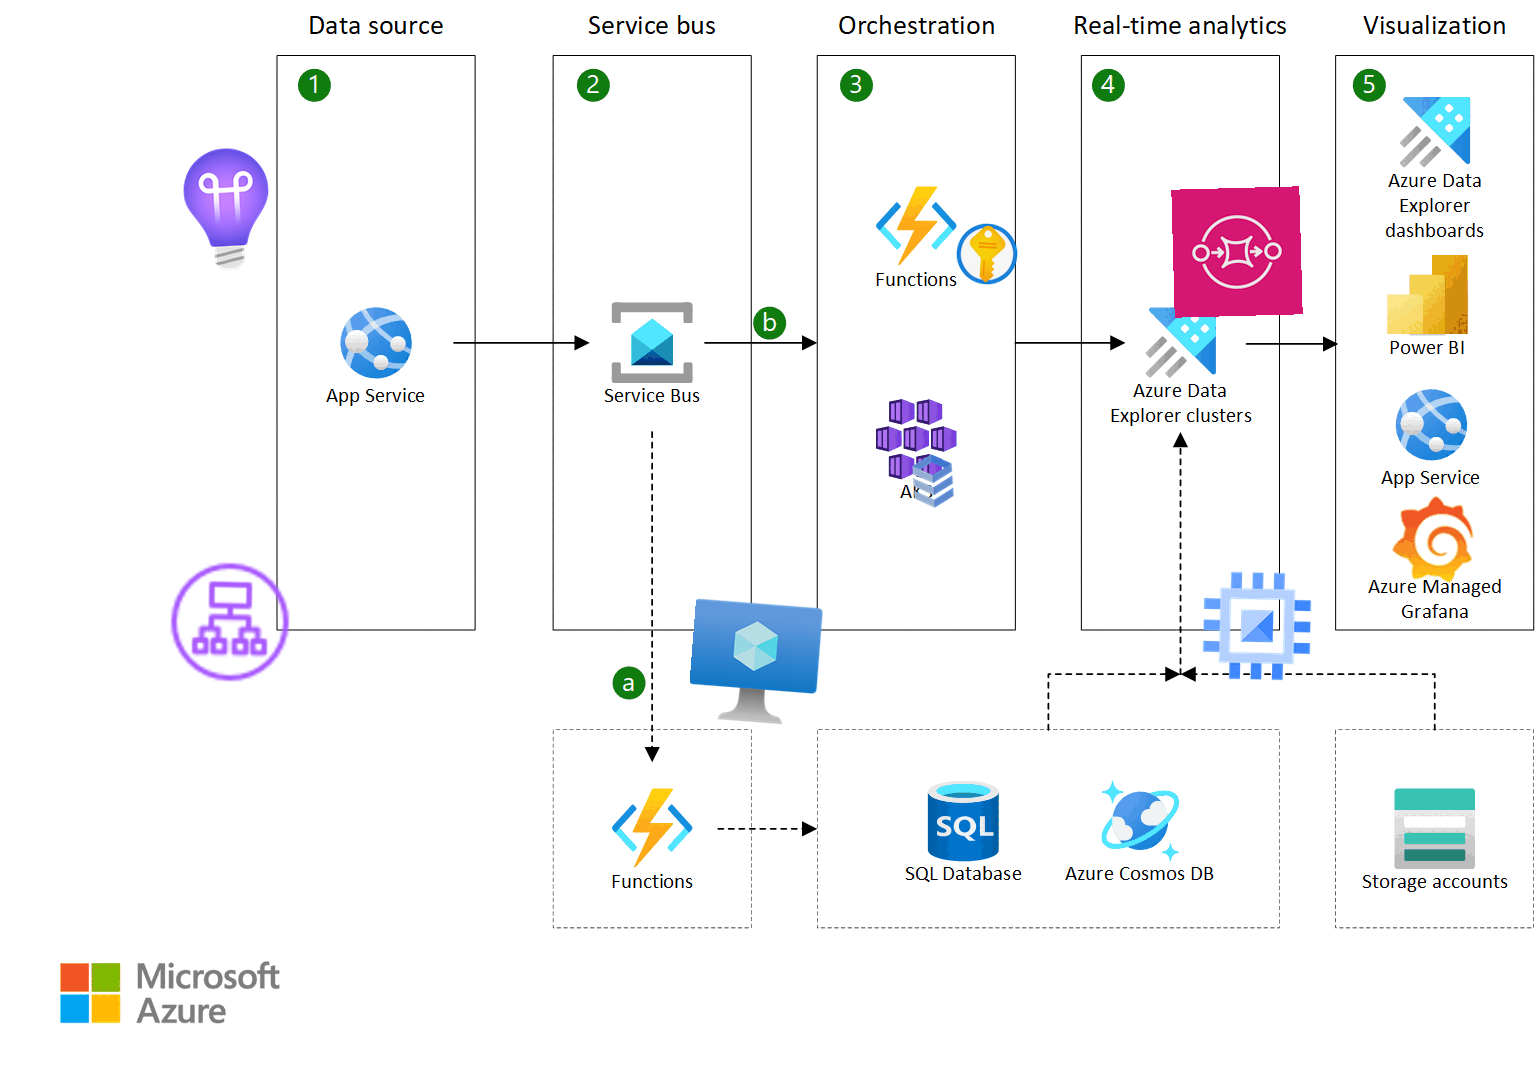 Data source
Service bus
Orchestration
Real-time analytics
Visualization
1
2
3
4
5
Azure Data
Explorer
dashboards
Functions
b
Power BI
App Service
Service Bus
Azure Data
Explorer clusters
App Service
Azure Managed
Grafana
a
SQL
Functions
SQL Database
Azure Cosmos DB
Storage accounts
Microsoft
Azure